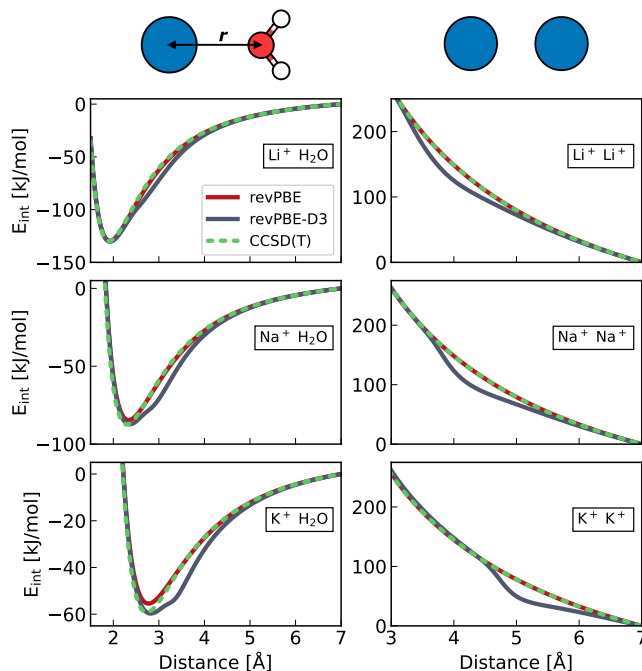 r
0
−50
−100
−150
E_int [kJ/mol]
Li⁺ H₂O
revPBE
revPBE-D3
CCSD(T)
200
100
0
Li⁺ Li⁺
0
−50
−100
E_int [kJ/mol]
Na⁺ H₂O
200
100
0
Na⁺ Na⁺
0
−20
−40
−60
E_int [kJ/mol]
K⁺ H₂O
2 3 4 5 6 7
Distance [Å]
200
100
0
K⁺ K⁺
3 4 5 6 7
Distance [Å]